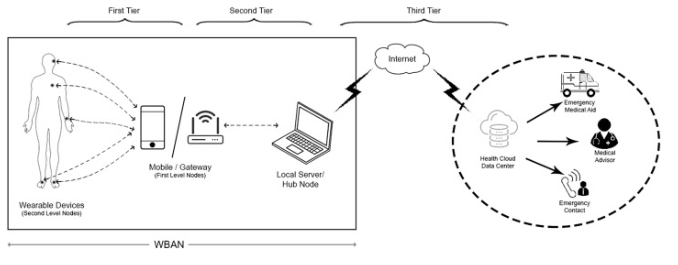 First Tier
Second Tier
Third Tier
Internet
Emergency
Medical Aid
Health Cloud
Data Center
Medical
Advisor
Emergency
Contact
Mobile / Gateway
(First Level Nodes)
Local Server/
Hub Node
Wearable Devices
(Second Level Nodes)
WBAN